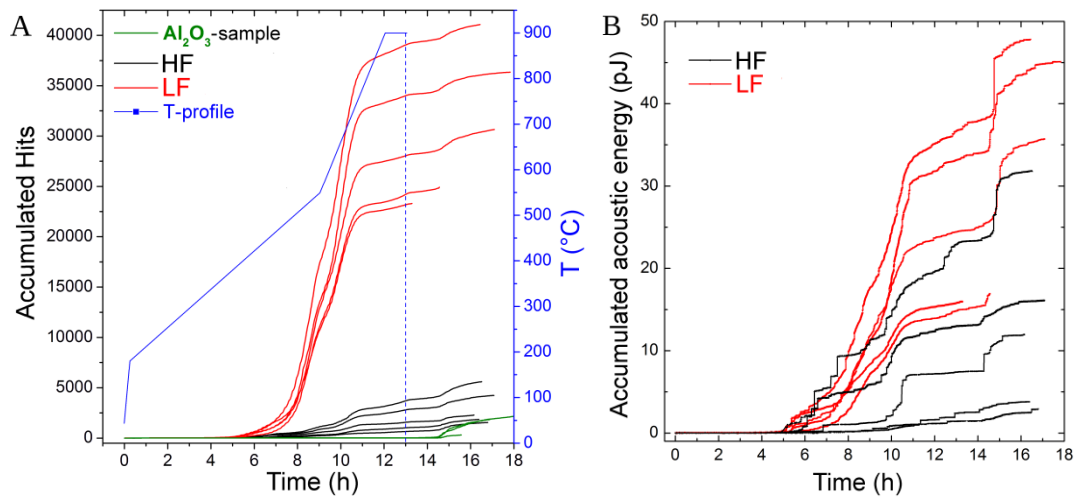 A
Al2O3-sample
HF
LF
T-profile
Accumulated Hits
40000
35000
30000
25000
20000
15000
10000
5000
0
0 2 4 6 8 10 12 14 16 18
Time (h)
900
800
700
600
500
400
300
200
100
0
T (°C)
B
HF
LF
Accumulated acoustic energy (pJ)
50
40
30
20
10
0
0 2 4 6 8 10 12 14 16 18
Time (h)